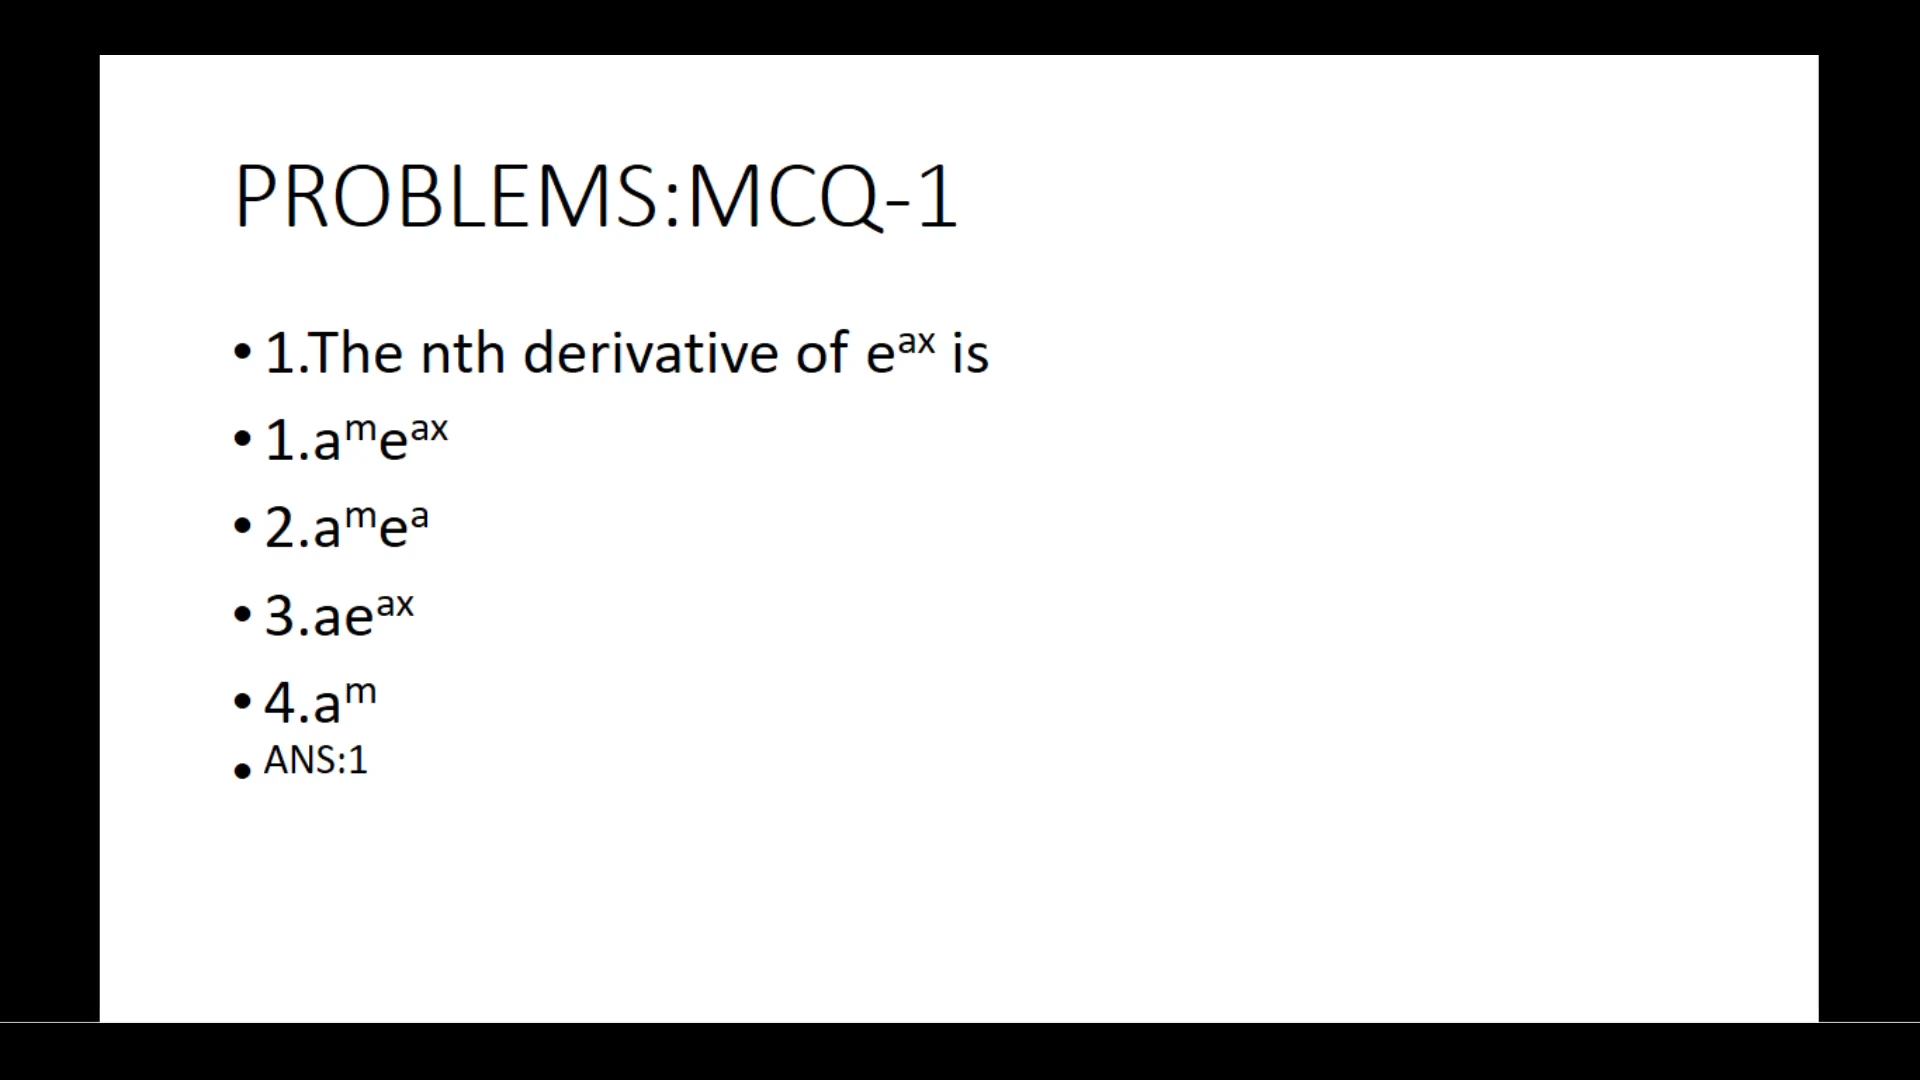 PROBLEMS:MCQ-1
• 1.The nth derivative of eᵃˣ is
• 1.aᵐeᵃˣ
• 2.aᵐeᵃ
• 3.aeᵃˣ
• 4.aᵐ
• ANS:1